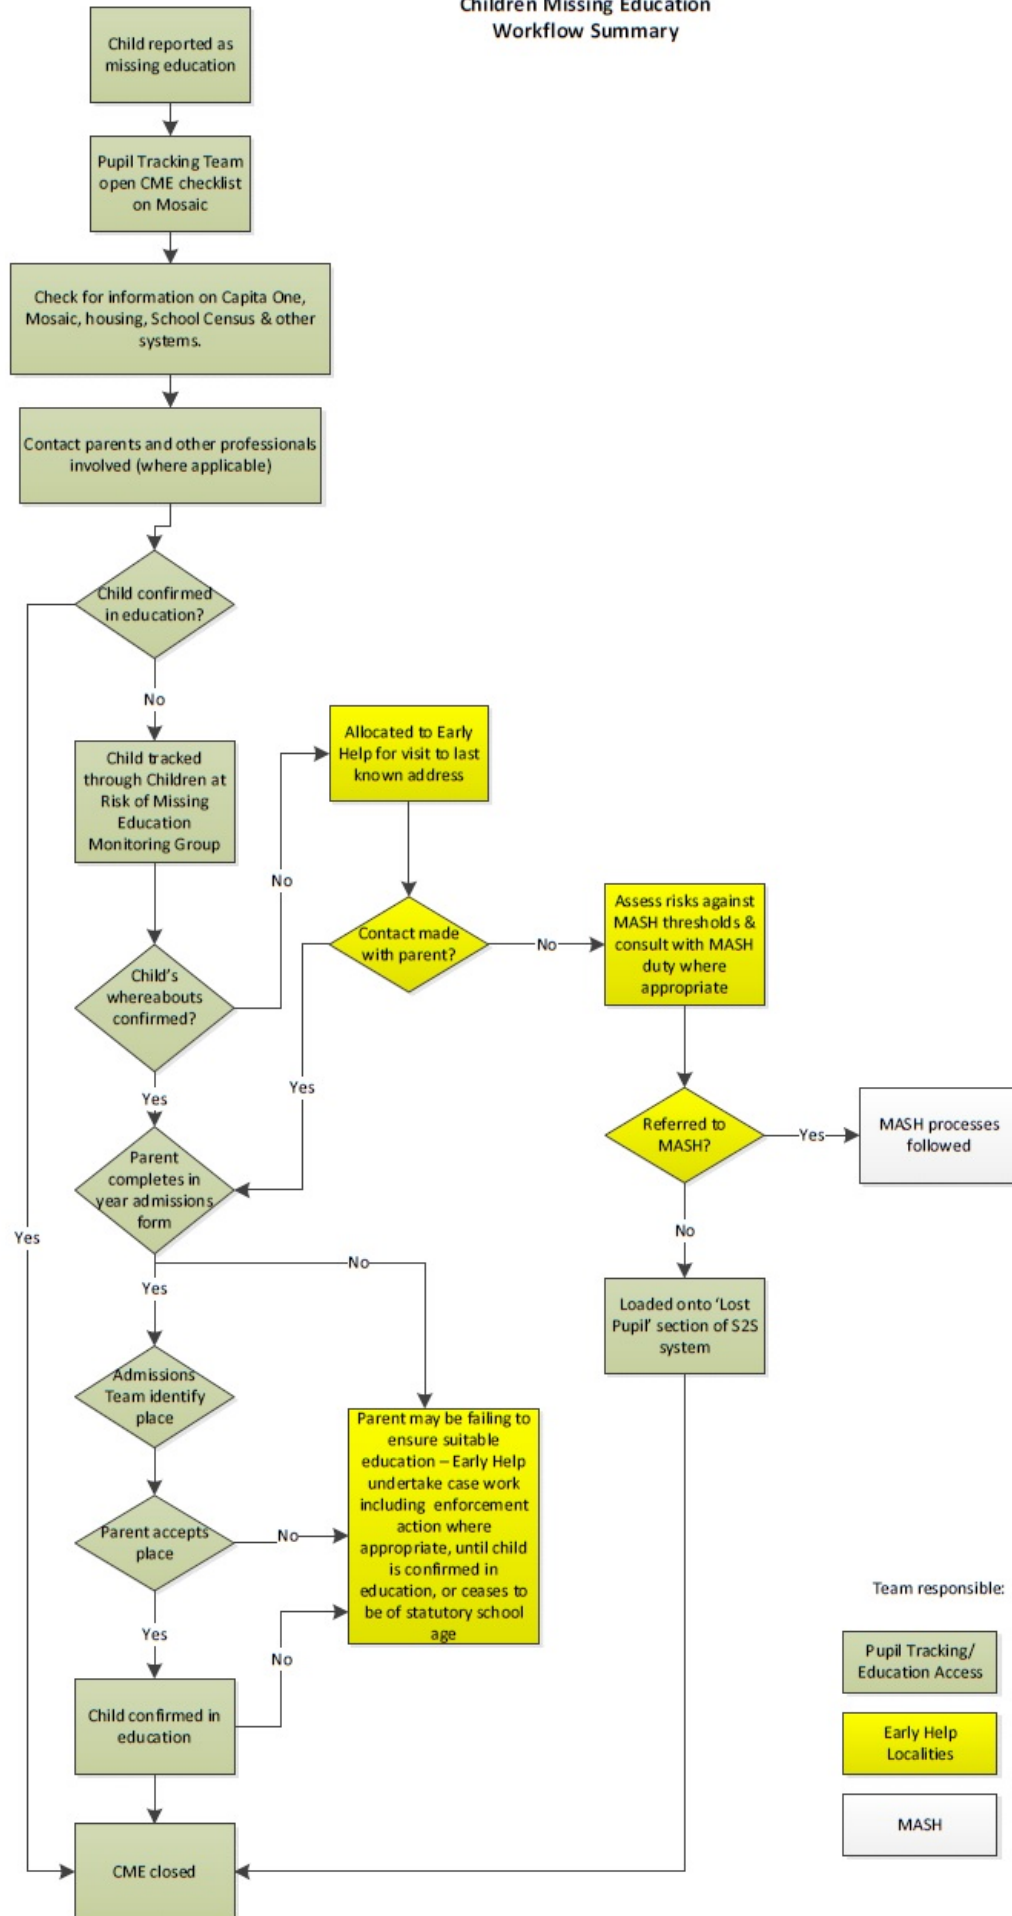 Children Missing Education
Workflow Summary
Child reported as
missing education
Pupil Tracking Team
open CME checklist
on Mosaic
Check for information on Capita One,
Mosaic, housing, School Census & other
systems.
Contact parents and other professionals
involved (where applicable)
Child confirmed
in education?
No
Child tracked
through Children at
Risk of Missing
Education
Monitoring Group
Allocated to Early
Help for visit to last
known address
No
Child's
whereabouts
confirmed?
Contact made
with parent?
No
Assess risks against
MASH thresholds &
consult with MASH
duty where
appropriate
Yes
Yes
Parent
completes in
year admissions
form
Referred to
MASH?
Yes
MASH processes
followed
Yes
No
No
Yes
Loaded onto ‘Lost
Pupil’ section of S2S
system
Admissions
Team identify
place
Parent may be failing to
ensure suitable
education – Early Help
undertake case work
including enforcement
action where
appropriate, until child
is confirmed in
education, or ceases to
be of statutory school
age
Parent accepts
place
No
Yes
No
Child confirmed in
education
CME closed
Team responsible:
Pupil Tracking/
Education Access
Early Help
Localities
MASH